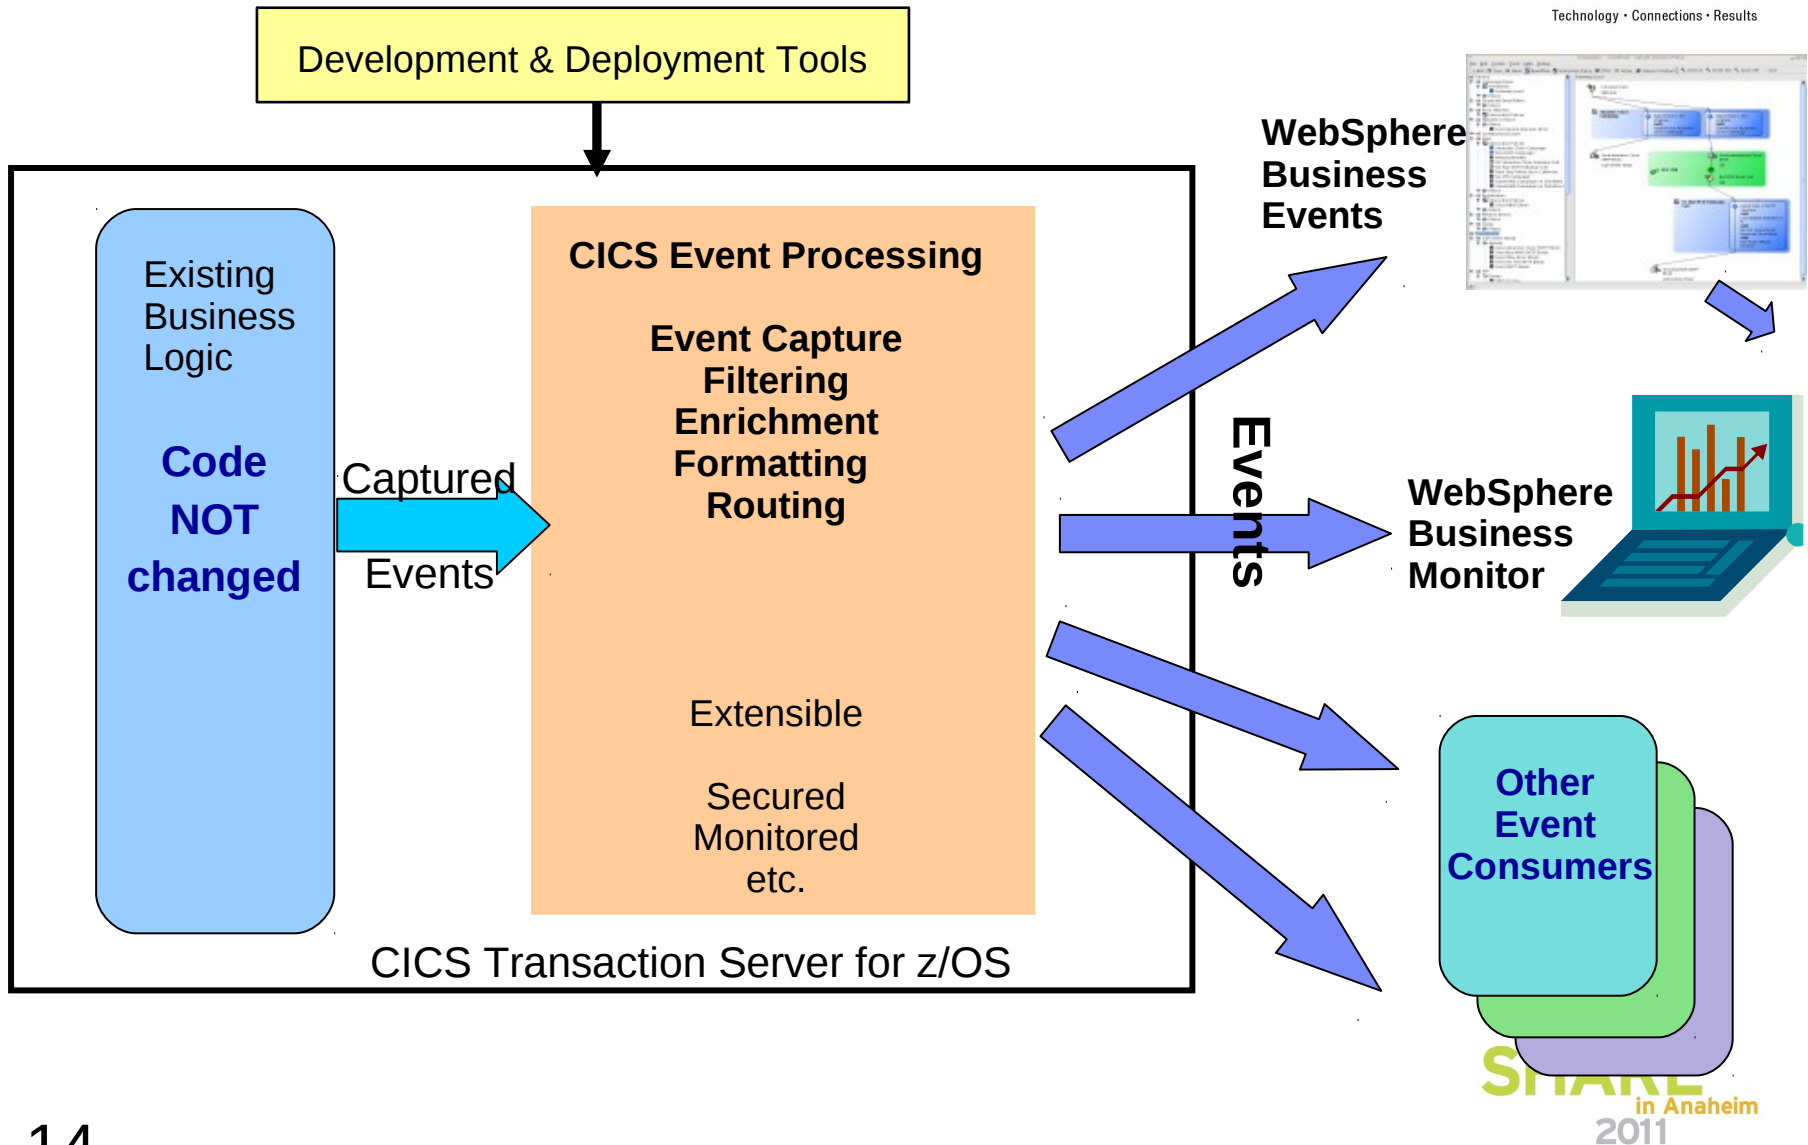 Technology · Connections · Results
Development & Deployment Tools
WebSphere
Business
Events
Existing
Business
Logic
Code
NOT
changed
Captured
Events
CICS Event Processing
Event Capture
Filtering
Enrichment
Formatting
Routing
Extensible
Secured
Monitored
etc.
CICS Transaction Server for z/OS
Events
WebSphere
Business
Monitor
Other
Event
Consumers
SHARE
in Anaheim
2011
14